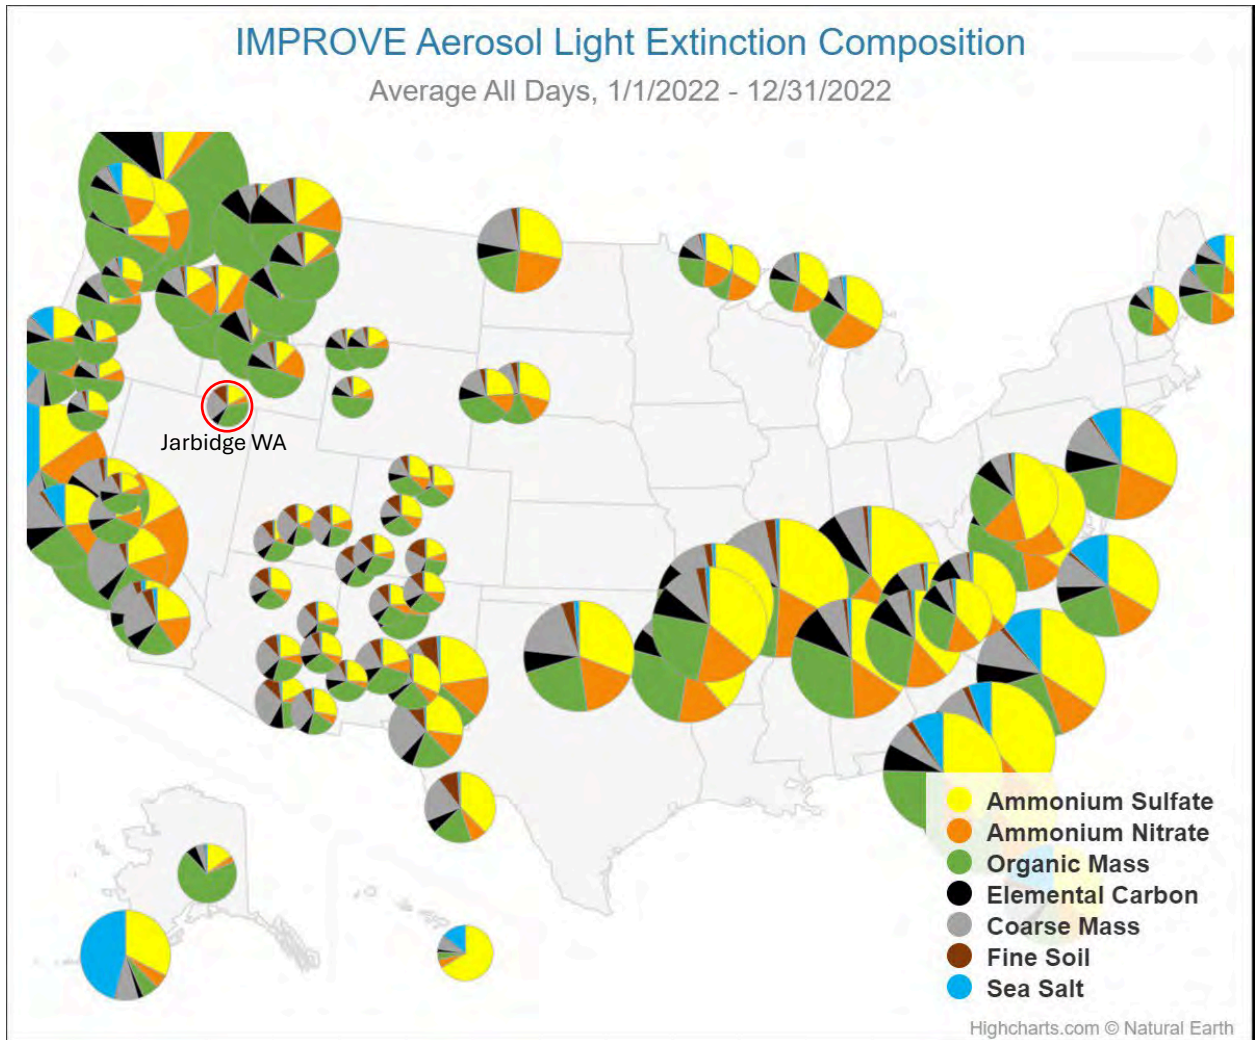 IMPROVE Aerosol Light Extinction Composition
Average All Days, 1/1/2022 - 12/31/2022
Jarbidge WA
Ammonium Sulfate
Ammonium Nitrate
Organic Mass
Elemental Carbon
Coarse Mass
Fine Soil
Sea Salt
Highcharts.com © Natural Earth